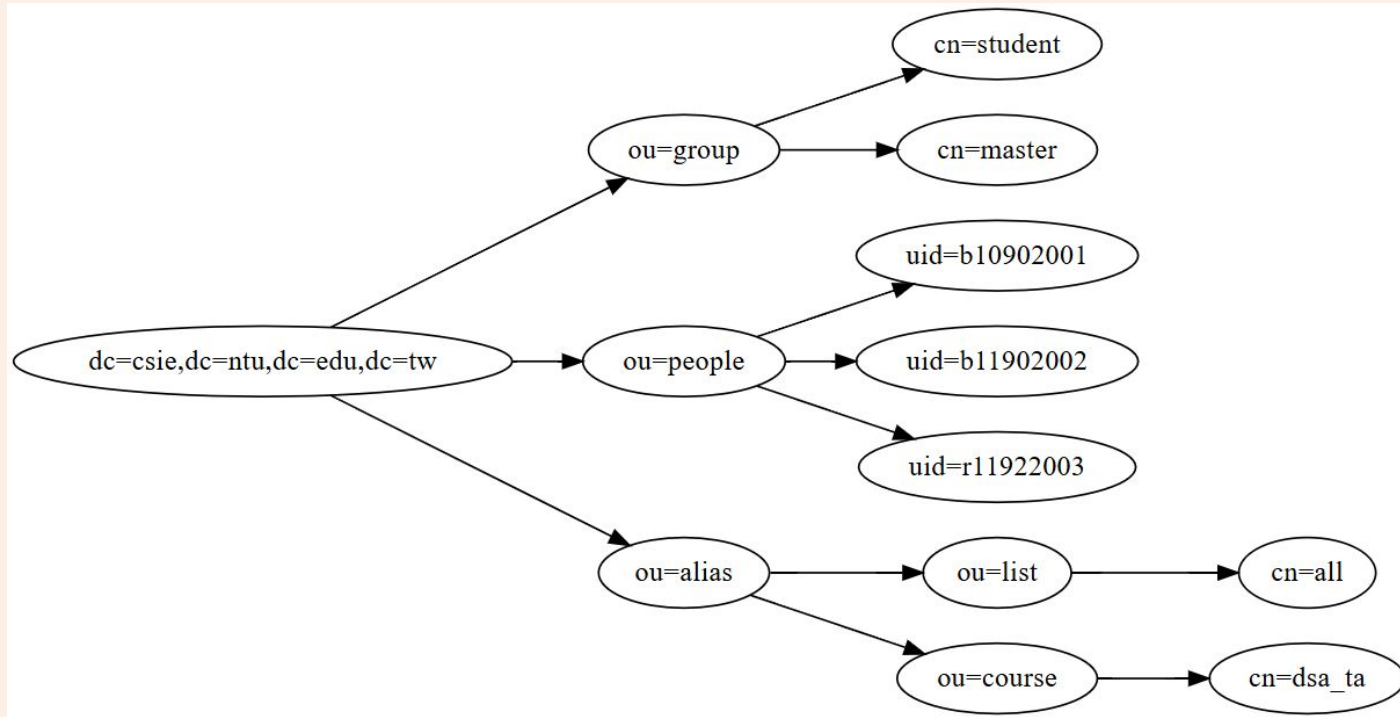 cn=student
ou=group
cn=master
uid=b10902001
dc=csie,dc=ntu,dc=edu,dc=tw
ou=people
uid=b11902002
uid=r11922003
ou=alias
ou=list
cn=all
ou=course
cn=dsa_ta